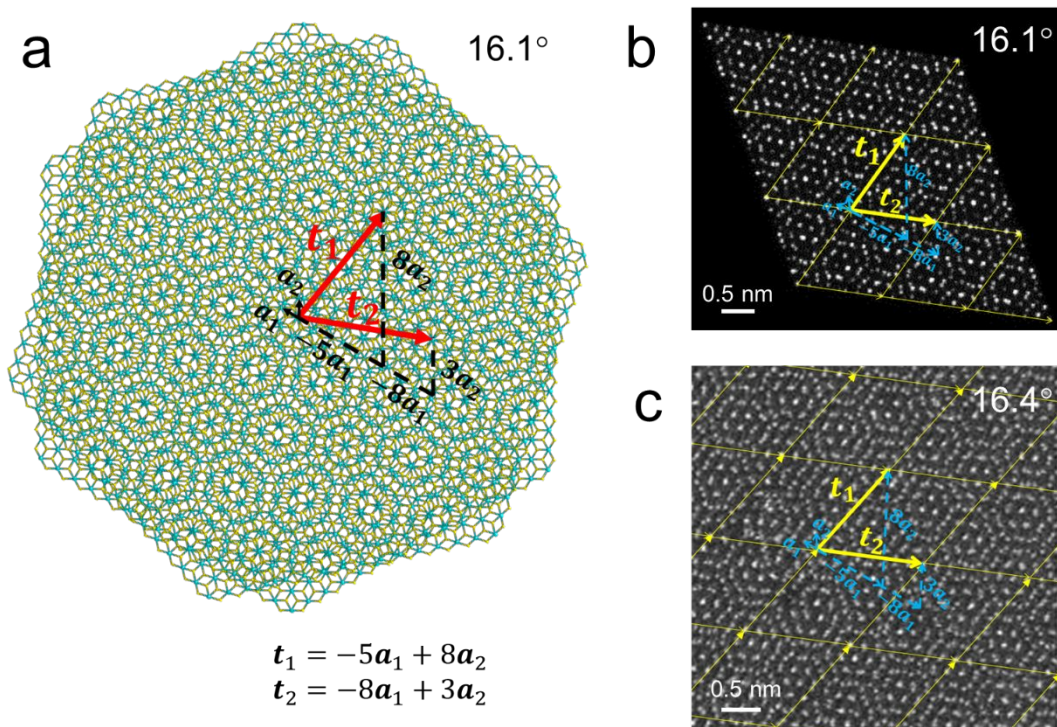 a
16.1°
t₁
8a₂
a₂
t₂
a₁
−5a₁
−8a₁
3a₂
t₁ = −5a₁ + 8a₂
t₂ = −8a₁ + 3a₂
b
16.1°
t₁
8a₂
a₂
t₂
a₁
−5a₁
−8a₁
3a₂
0.5 nm
c
16.4°
t₁
8a₂
a₂
t₂
a₁
−5a₁
−8a₁
3a₂
0.5 nm